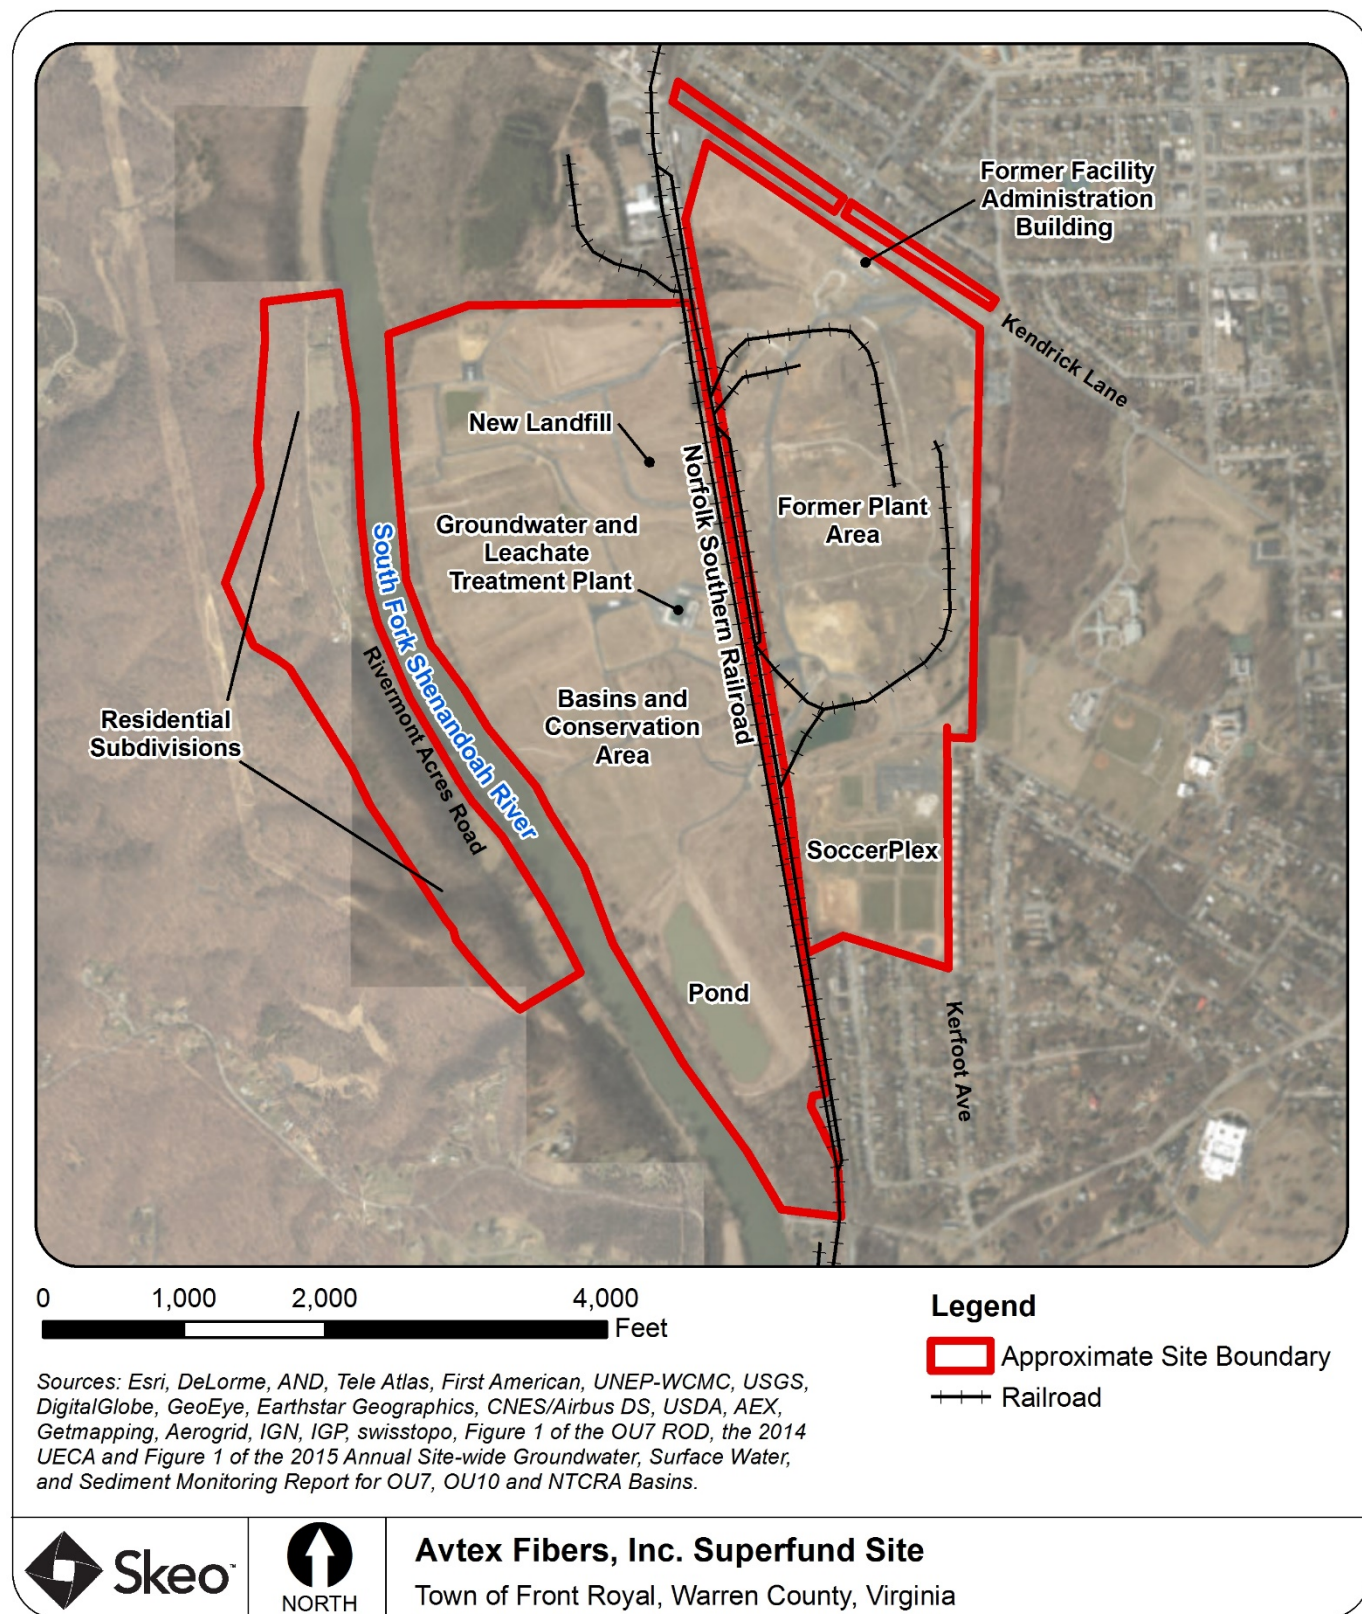 Former Facility
Administration
Building
Kendrick Lane
New Landfill
Norfolk Southern Railroad
Former Plant
Area
Groundwater and
Leachate
Treatment Plant
South Fork Shenandoah River
Rivermont Acres Road
Residential
Subdivisions
Basins and
Conservation
Area
SoccerPlex
Pond
Kerfoot Ave
0 1,000 2,000 4,000
Feet
Legend
Approximate Site Boundary
Railroad
Sources: Esri, DeLorme, AND, Tele Atlas, First American, UNEP-WCMC, USGS,
DigitalGlobe, GeoEye, Earthstar Geographics, CNES/Airbus DS, USDA, AEX,
Getmapping, Aerogrid, IGN, IGP, swisstopo, Figure 1 of the OU7 ROD, the 2014
UECA and Figure 1 of the 2015 Annual Site-wide Groundwater, Surface Water,
and Sediment Monitoring Report for OU7, OU10 and NTCRA Basins.
Skeo™
NORTH
Avtex Fibers, Inc. Superfund Site
Town of Front Royal, Warren County, Virginia